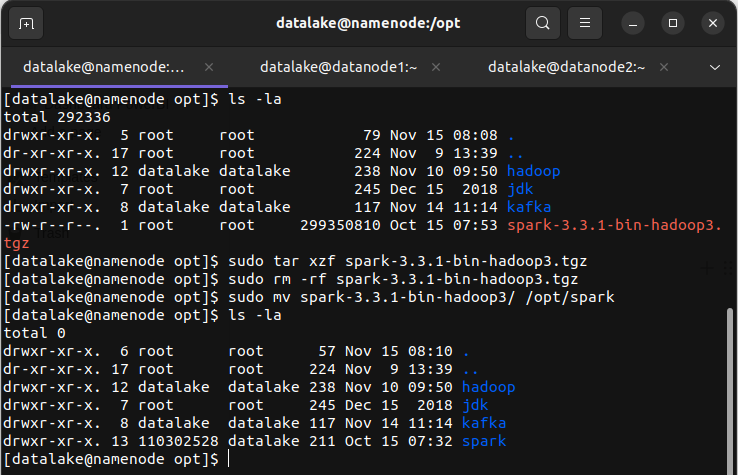 datalake@namenode:/opt
datalake@namenode:... × datalake@datanode1:~ × datalake@datanode2:~ ×
[datalake@namenode opt]$ ls -la
total 292336
drwxr-xr-x.  5 root     root            79 Nov 15 08:08 .
dr-xr-xr-x. 17 root     root           224 Nov  9 13:39 ..
drwxr-xr-x. 12 datalake datalake       238 Nov 10 09:50 hadoop
drwxr-xr-x.  7 root     root           245 Dec 15  2018 jdk
drwxr-xr-x.  8 datalake datalake       117 Nov 14 11:14 kafka
-rw-r--r--.  1 root     root     299350810 Oct 15 07:53 spark-3.3.1-bin-hadoop3.
tgz
[datalake@namenode opt]$ sudo tar xzf spark-3.3.1-bin-hadoop3.tgz
[datalake@namenode opt]$ sudo rm -rf spark-3.3.1-bin-hadoop3.tgz
[datalake@namenode opt]$ sudo mv spark-3.3.1-bin-hadoop3/ /opt/spark
[datalake@namenode opt]$ ls -la
total 0
drwxr-xr-x.  6 root      root      57 Nov 15 08:10 .
dr-xr-xr-x. 17 root      root     224 Nov  9 13:39 ..
drwxr-xr-x. 12 datalake  datalake 238 Nov 10 09:50 hadoop
drwxr-xr-x.  7 root      root     245 Dec 15  2018 jdk
drwxr-xr-x.  8 datalake  datalake 117 Nov 14 11:14 kafka
drwxr-xr-x. 13 110302528 datalake 211 Oct 15 07:32 spark
[datalake@namenode opt]$